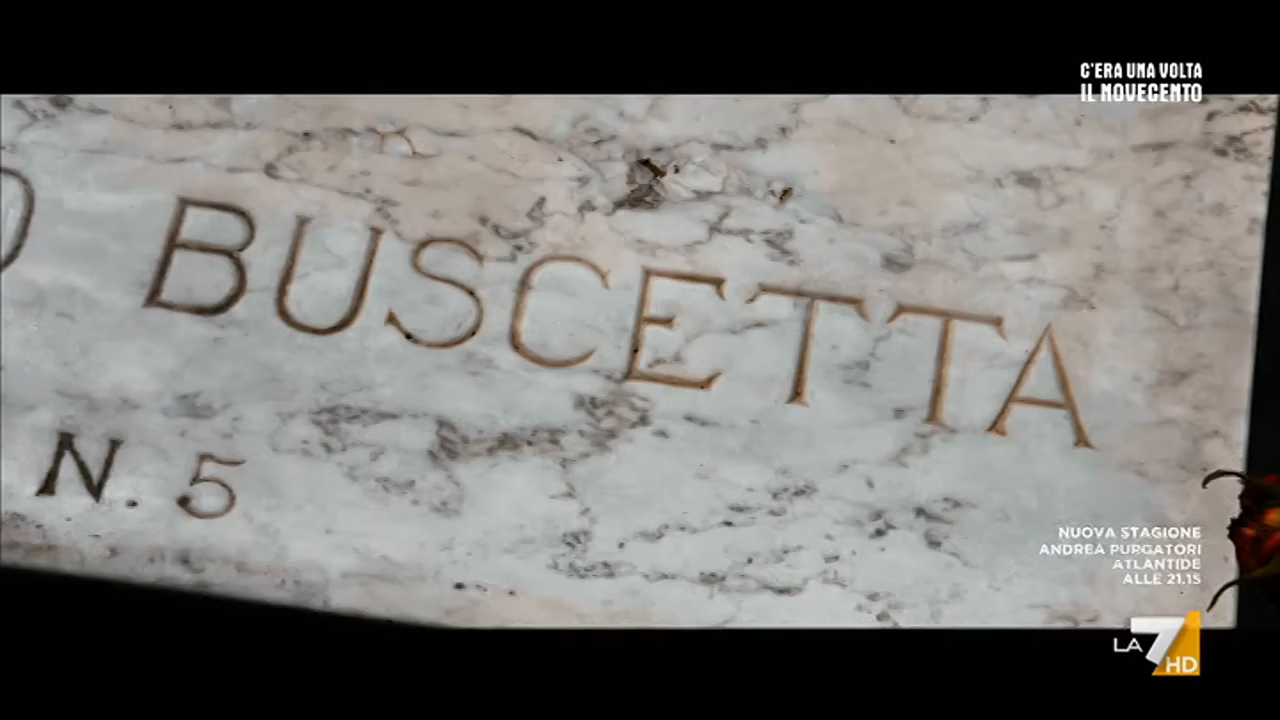 C'ERA UNA VOLTA
IL NOVECENTO
O BUSCETTA
N. 5
NUOVA STAGIONE
ANDREA PURGATORI
ATLANTIDE
ALLE 21.15
LA7
HD